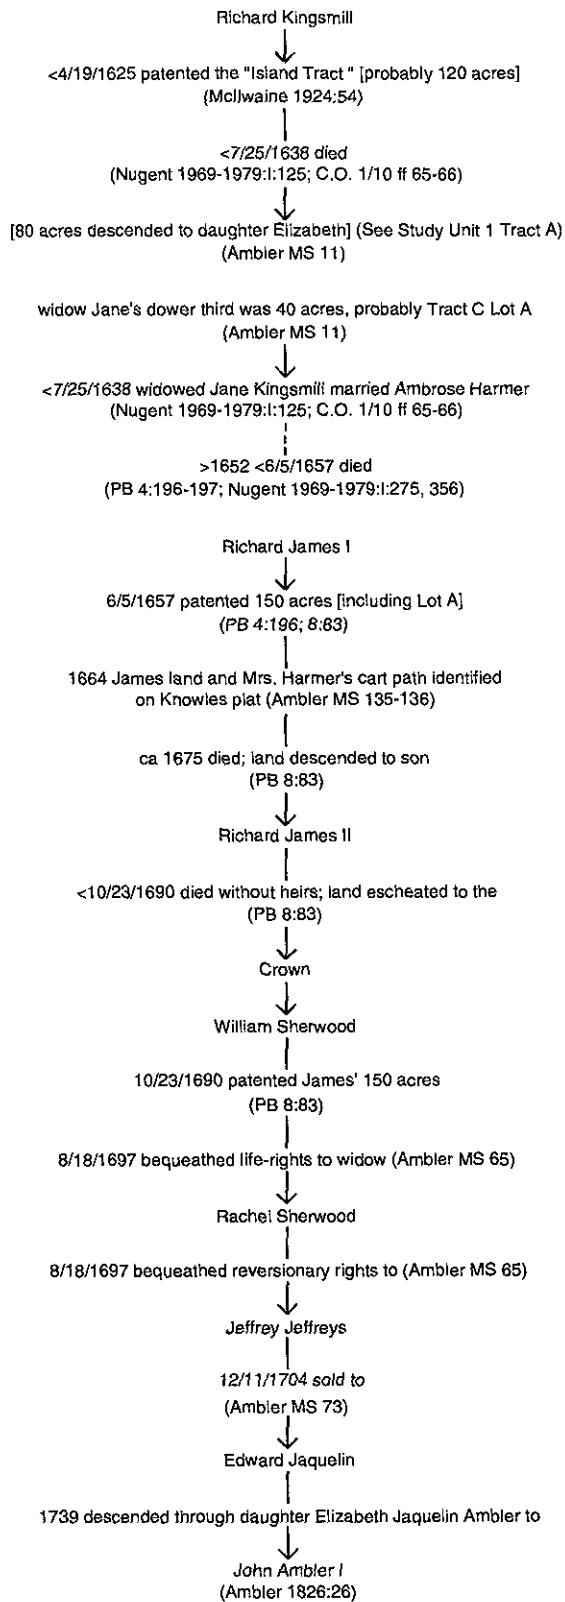 Richard Kingsmill
<4/19/1625 patented the "Island Tract " [probably 120 acres]
(McIlwaine 1924:54)
<7/25/1638 died
(Nugent 1969-1979:I:125; C.O. 1/10 ff 65-66)
[80 acres descended to daughter Elizabeth] (See Study Unit 1 Tract A)
(Ambler MS 11)
widow Jane's dower third was 40 acres, probably Tract C Lot A
(Ambler MS 11)
<7/25/1638 widowed Jane Kingsmill married Ambrose Harmer
(Nugent 1969-1979:I:125; C.O. 1/10 ff 65-66)
>1652 <6/5/1657 died
(PB 4:196-197; Nugent 1969-1979:I:275, 356)
Richard James I
6/5/1657 patented 150 acres [including Lot A]
(PB 4:196; 8:83)
1664 James land and Mrs. Harmer's cart path identified
on Knowles plat (Ambler MS 135-136)
ca 1675 died; land descended to son
(PB 8:83)
Richard James II
<10/23/1690 died without heirs; land escheated to the
(PB 8:83)
Crown
William Sherwood
10/23/1690 patented James' 150 acres
(PB 8:83)
8/18/1697 bequeathed life-rights to widow (Ambler MS 65)
Rachel Sherwood
8/18/1697 bequeathed reversionary rights to (Ambler MS 65)
Jeffrey Jeffreys
12/11/1704 sold to
(Ambler MS 73)
Edward Jaquelin
1739 descended through daughter Elizabeth Jaquelin Ambler to
John Ambler I
(Ambler 1826:26)